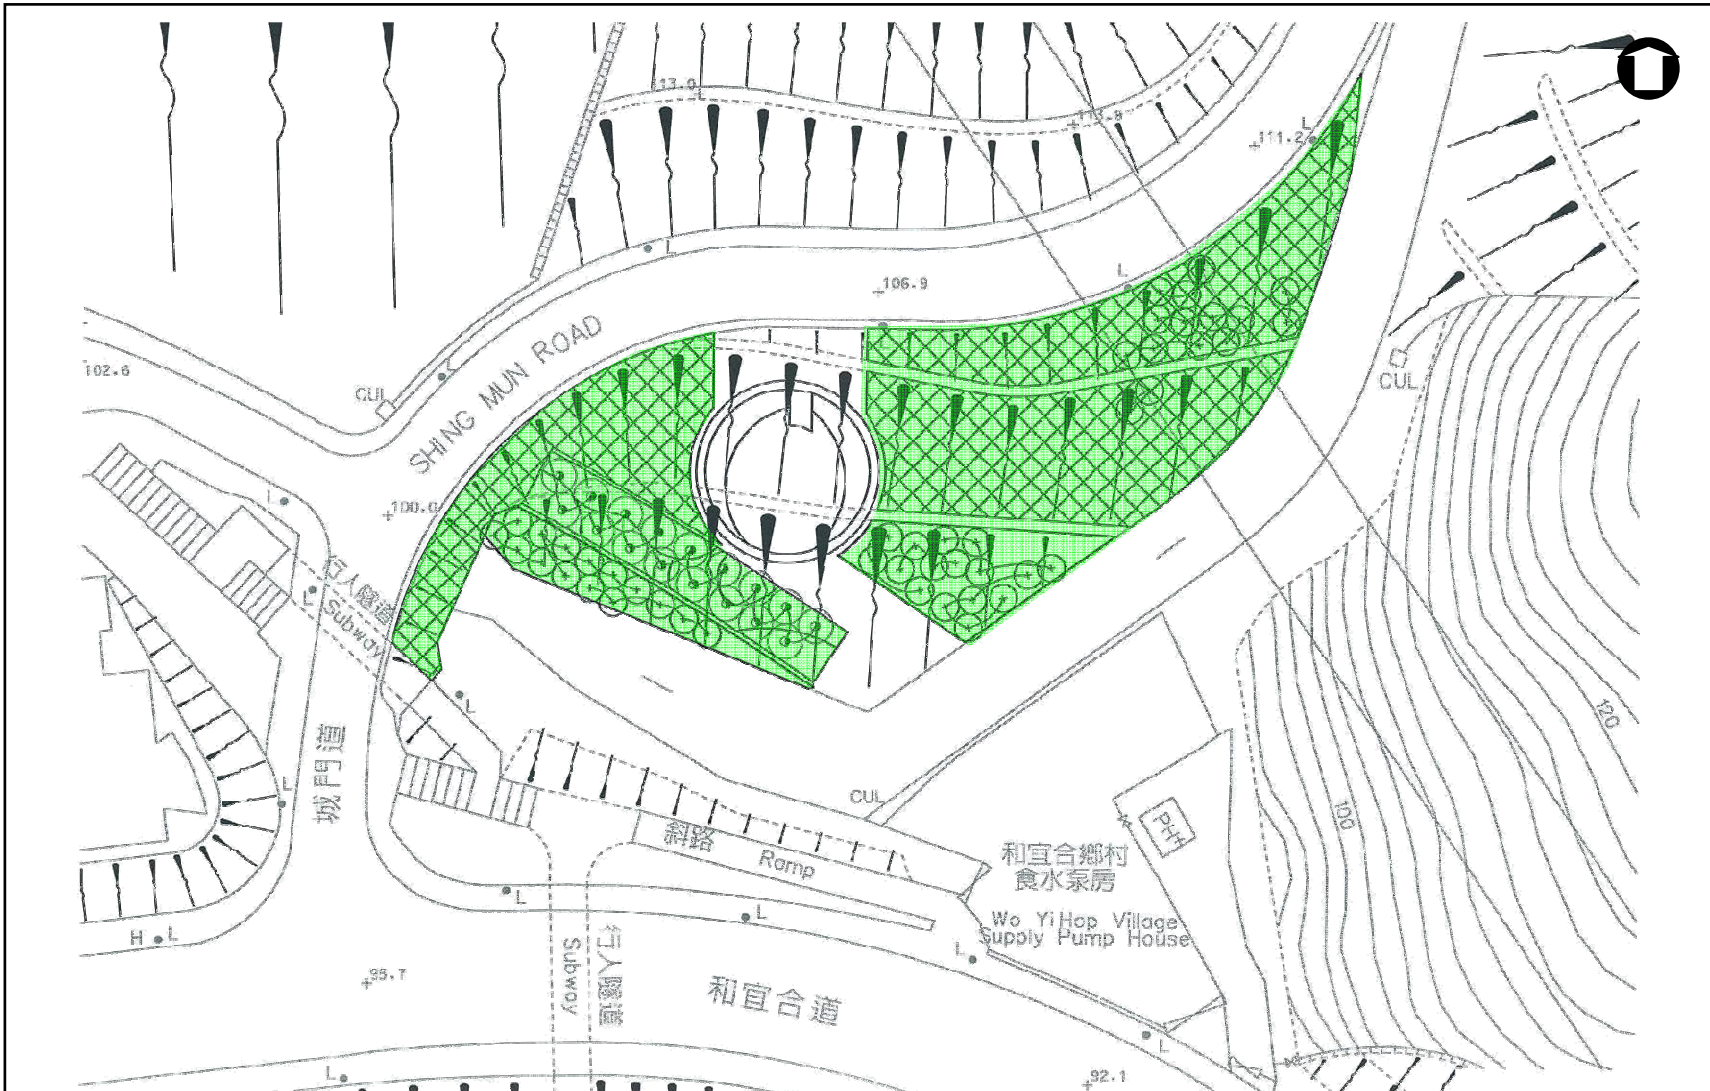 113.9
113.9
L
111.2
L
L
106.9
102.6
CUL
SHING MUN ROAD
CUL
L
100.0
行人隧道
Subway
L
L
120
城門道
L
CUL
100
PH
斜路
Ramp
和宜合鄉村
食水泵房
Wo Yi Hop Village
Supply Pump House
L
L
H
L
L
行人隧道
Subway
95.7
和宜合道
L
L
92.1